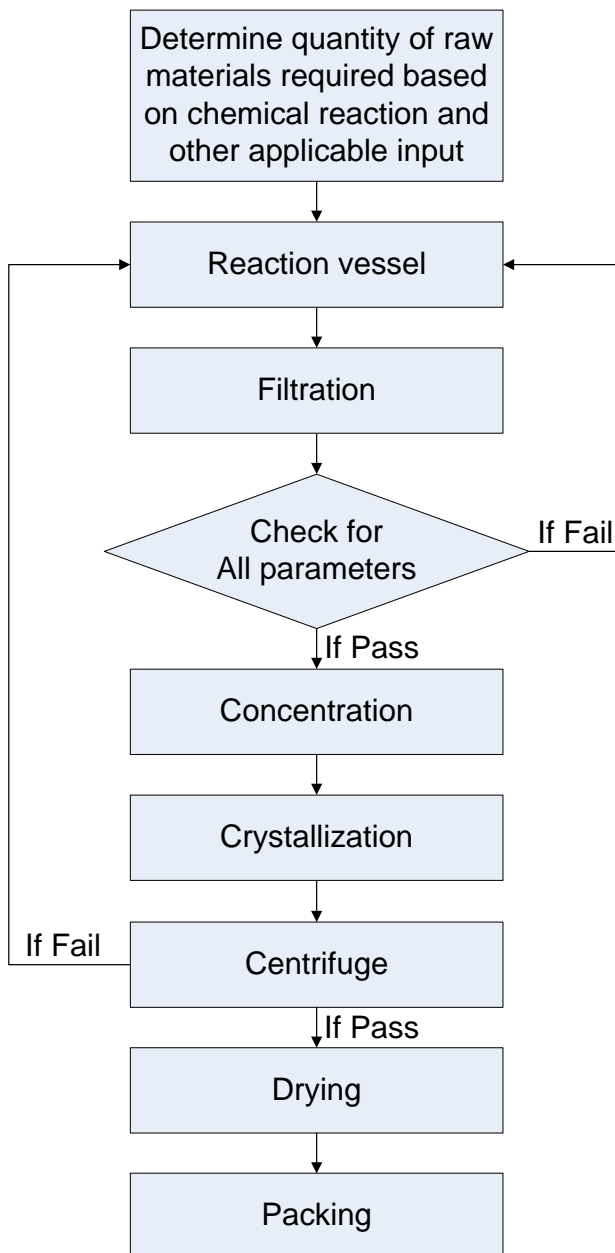 Determine quantity of raw
materials required based
on chemical reaction and
other applicable input
Reaction vessel
Filtration
Check for
All parameters
If Fail
If Pass
Concentration
Crystallization
If Fail
Centrifuge
If Pass
Drying
Packing